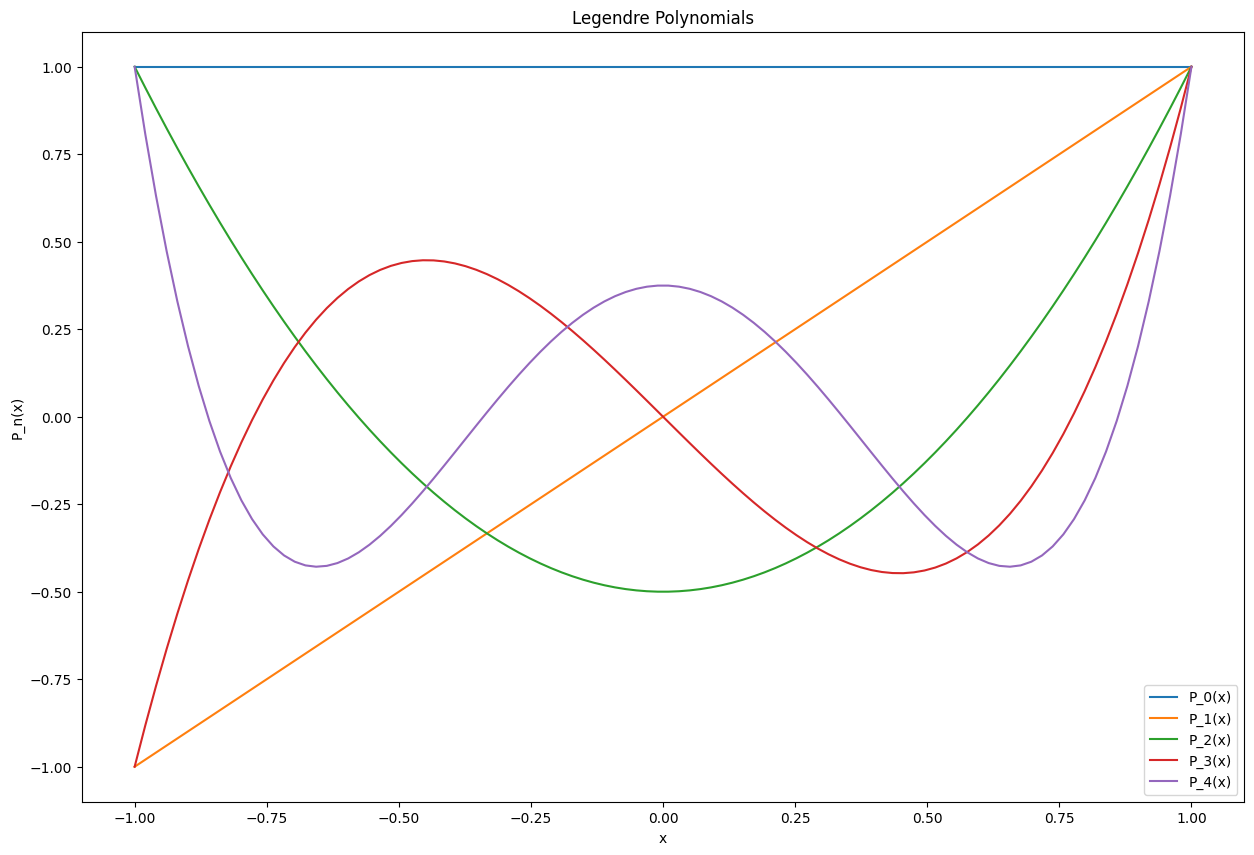 Legendre Polynomials
P_n(x)
1.00
0.75
0.50
0.25
0.00
−0.25
−0.50
−0.75
−1.00
−1.00 −0.75 −0.50 −0.25 0.00 0.25 0.50 0.75 1.00
x
P_0(x)
P_1(x)
P_2(x)
P_3(x)
P_4(x)